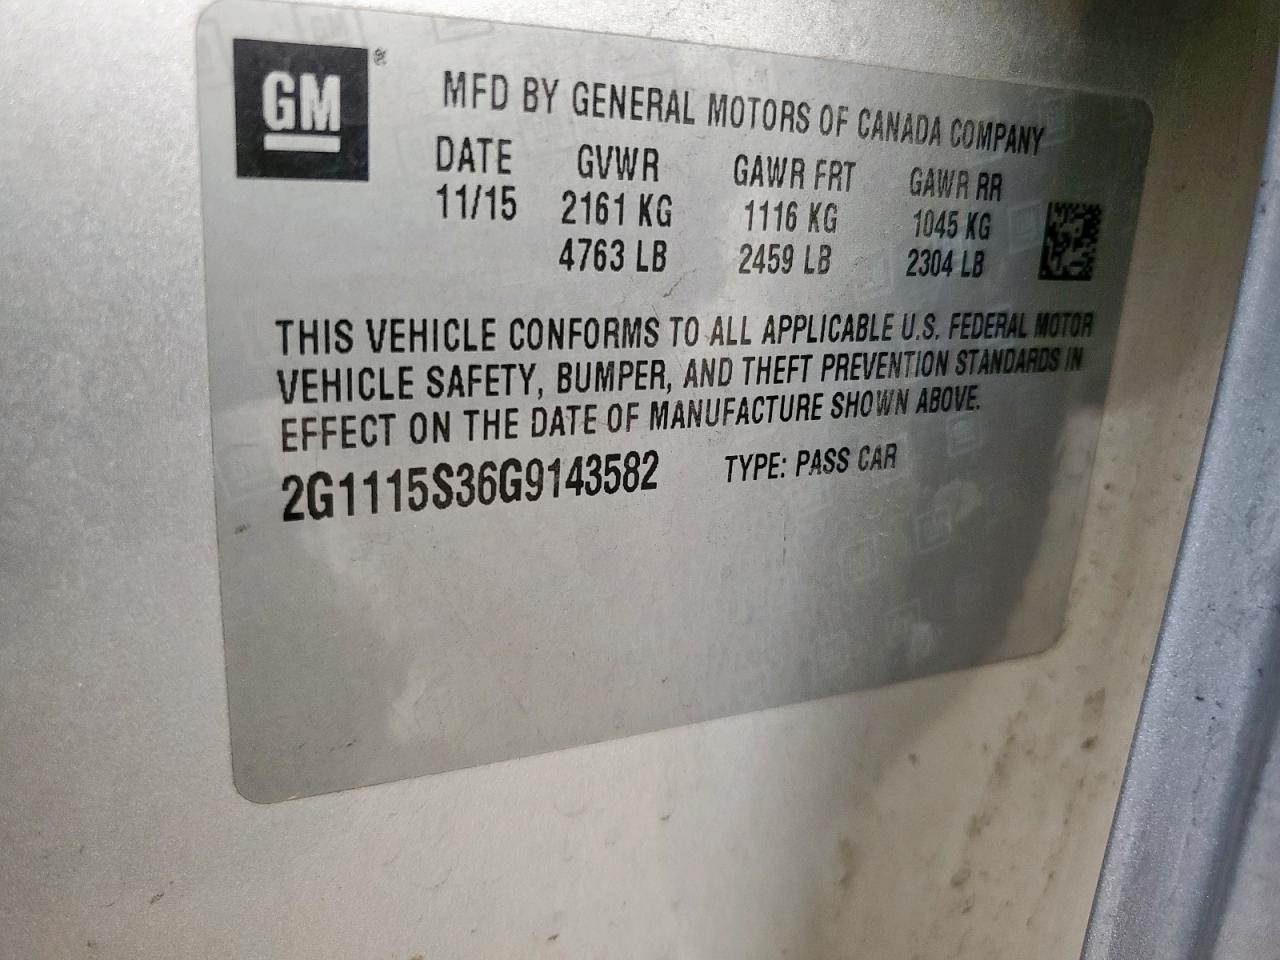 GM ®
MFD BY GENERAL MOTORS OF CANADA COMPANY
DATE GVWR GAWR FRT GAWR RR
11/15 2161 KG 1116 KG 1045 KG
4763 LB 2459 LB 2304 LB
THIS VEHICLE CONFORMS TO ALL APPLICABLE U.S. FEDERAL MOTOR
VEHICLE SAFETY, BUMPER, AND THEFT PREVENTION STANDARDS IN
EFFECT ON THE DATE OF MANUFACTURE SHOWN ABOVE.
2G1115S36G9143582 TYPE: PASS CAR